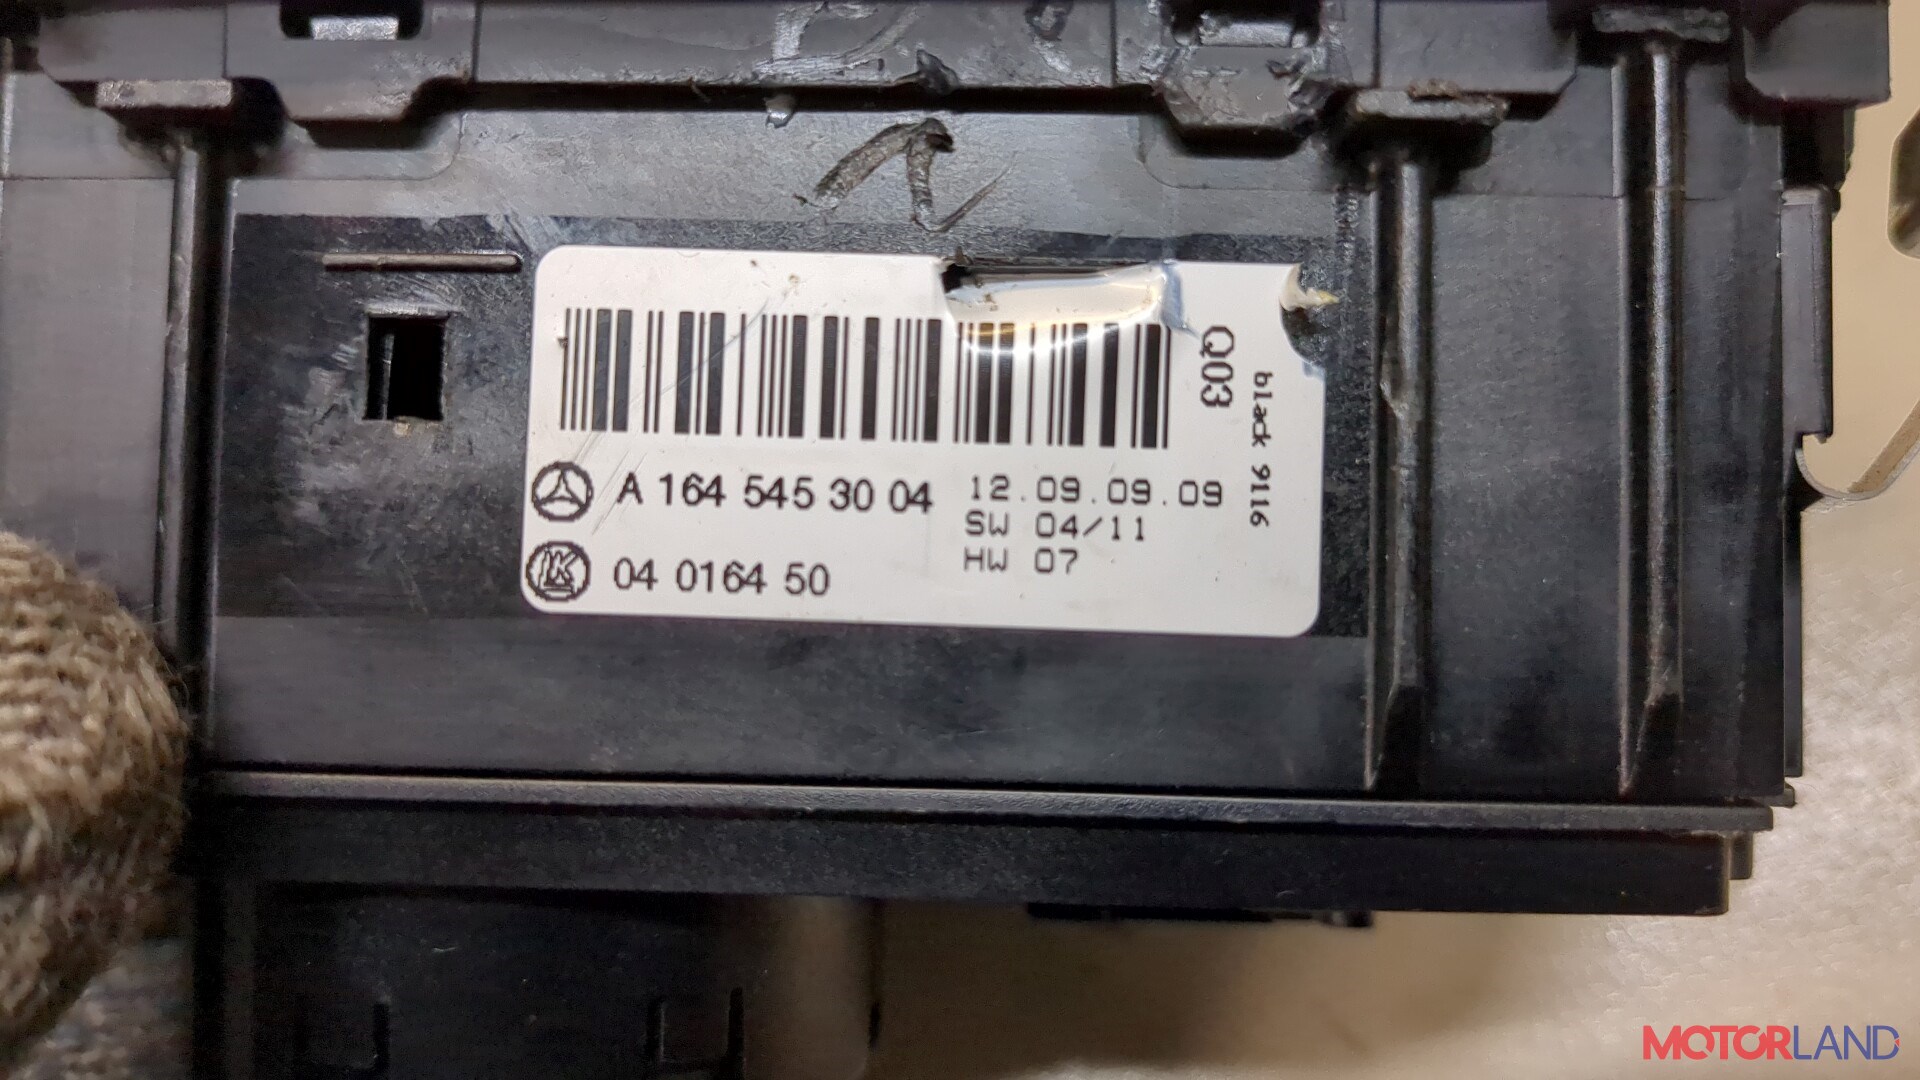 Q03
black 9116
A 164 545 30 04
12.09.09.09
SW 04/11
HW 07
04 0164 50
MOTORLAND